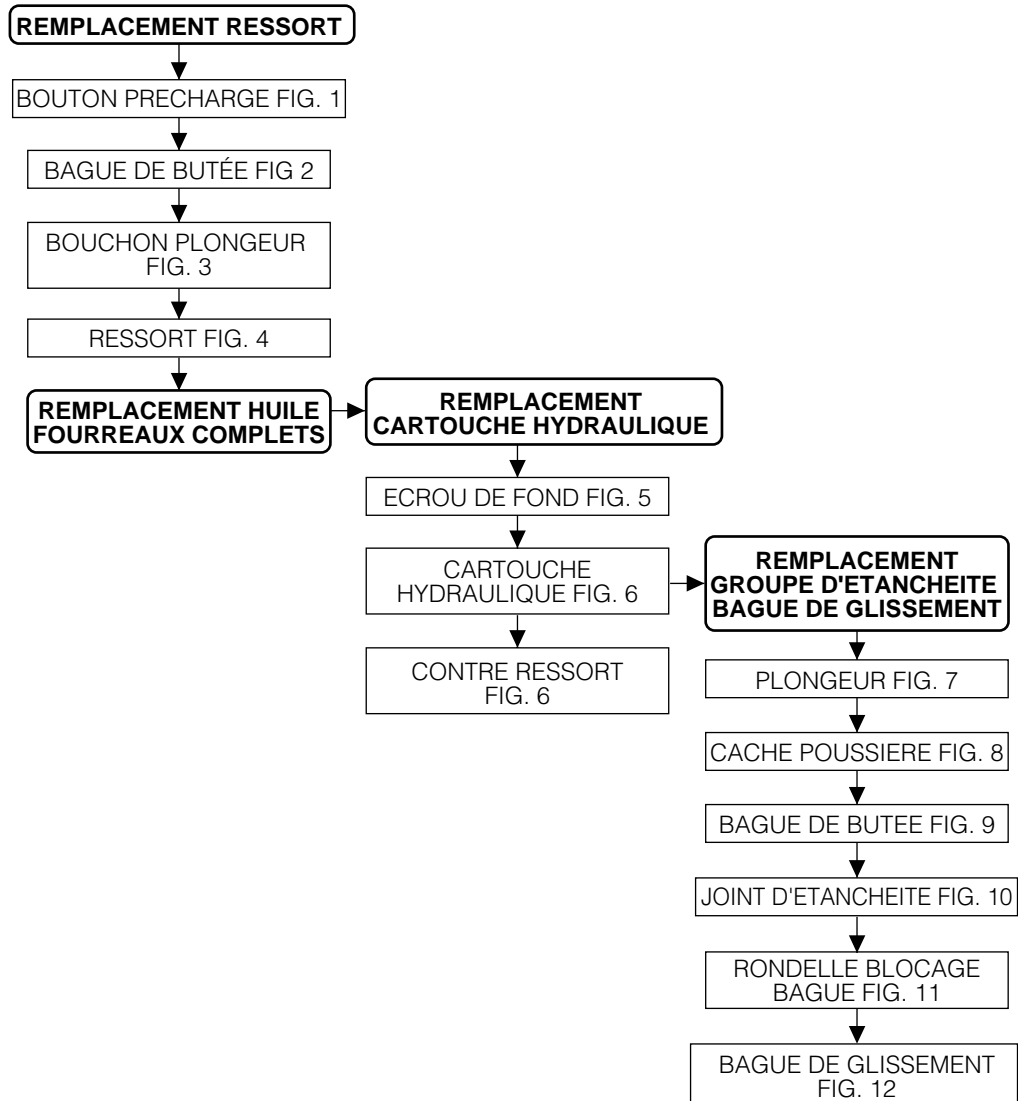 REMPLACEMENT RESSORT
BOUTON PRECHARGE FIG. 1
BAGUE DE BUTÉE FIG 2
BOUCHON PLONGEUR
FIG. 3
RESSORT FIG. 4
REMPLACEMENT HUILE
FOURREAUX COMPLETS
REMPLACEMENT
CARTOUCHE HYDRAULIQUE
ECROU DE FOND FIG. 5
CARTOUCHE
HYDRAULIQUE FIG. 6
CONTRE RESSORT
FIG. 6
REMPLACEMENT
GROUPE D'ETANCHEITE
BAGUE DE GLISSEMENT
PLONGEUR FIG. 7
CACHE POUSSIERE FIG. 8
BAGUE DE BUTEE FIG. 9
JOINT D'ETANCHEITE FIG. 10
RONDELLE BLOCAGE
BAGUE FIG. 11
BAGUE DE GLISSEMENT
FIG. 12